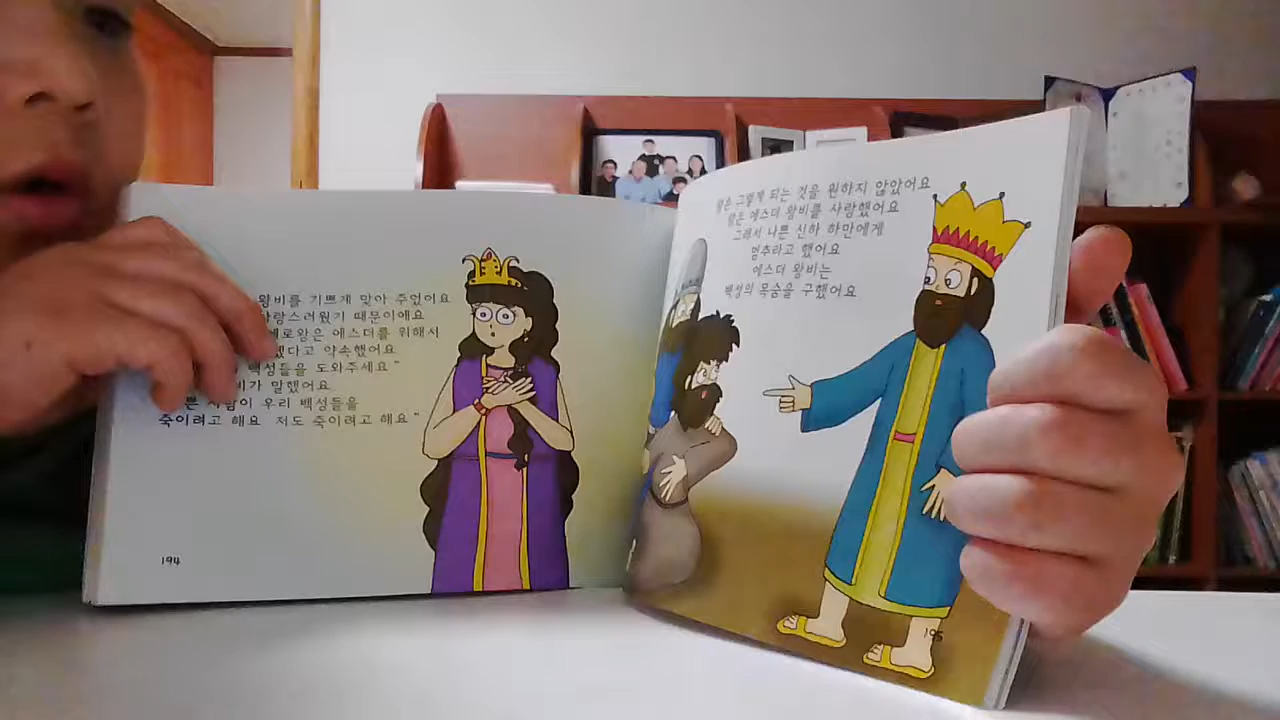 왕비를 기쁘게 맞아 주었어요
사랑스러웠기 때문이에요
에로왕은 에스더를 위해서
겠다고 약속했어요
백성들을 도와주세요"
비가 말했어요
쁜 사람이 우리 백성들을
죽이려고 해요 저도 죽이려고 해요"
194
왕은 그렇게 되는 것을 원하지 않았어요
왕은 에스더 왕비를 사랑했어요
그래서 나쁜 신하 하만에게
멈추라고 했어요
에스더 왕비는
백성의 목숨을 구했어요
195